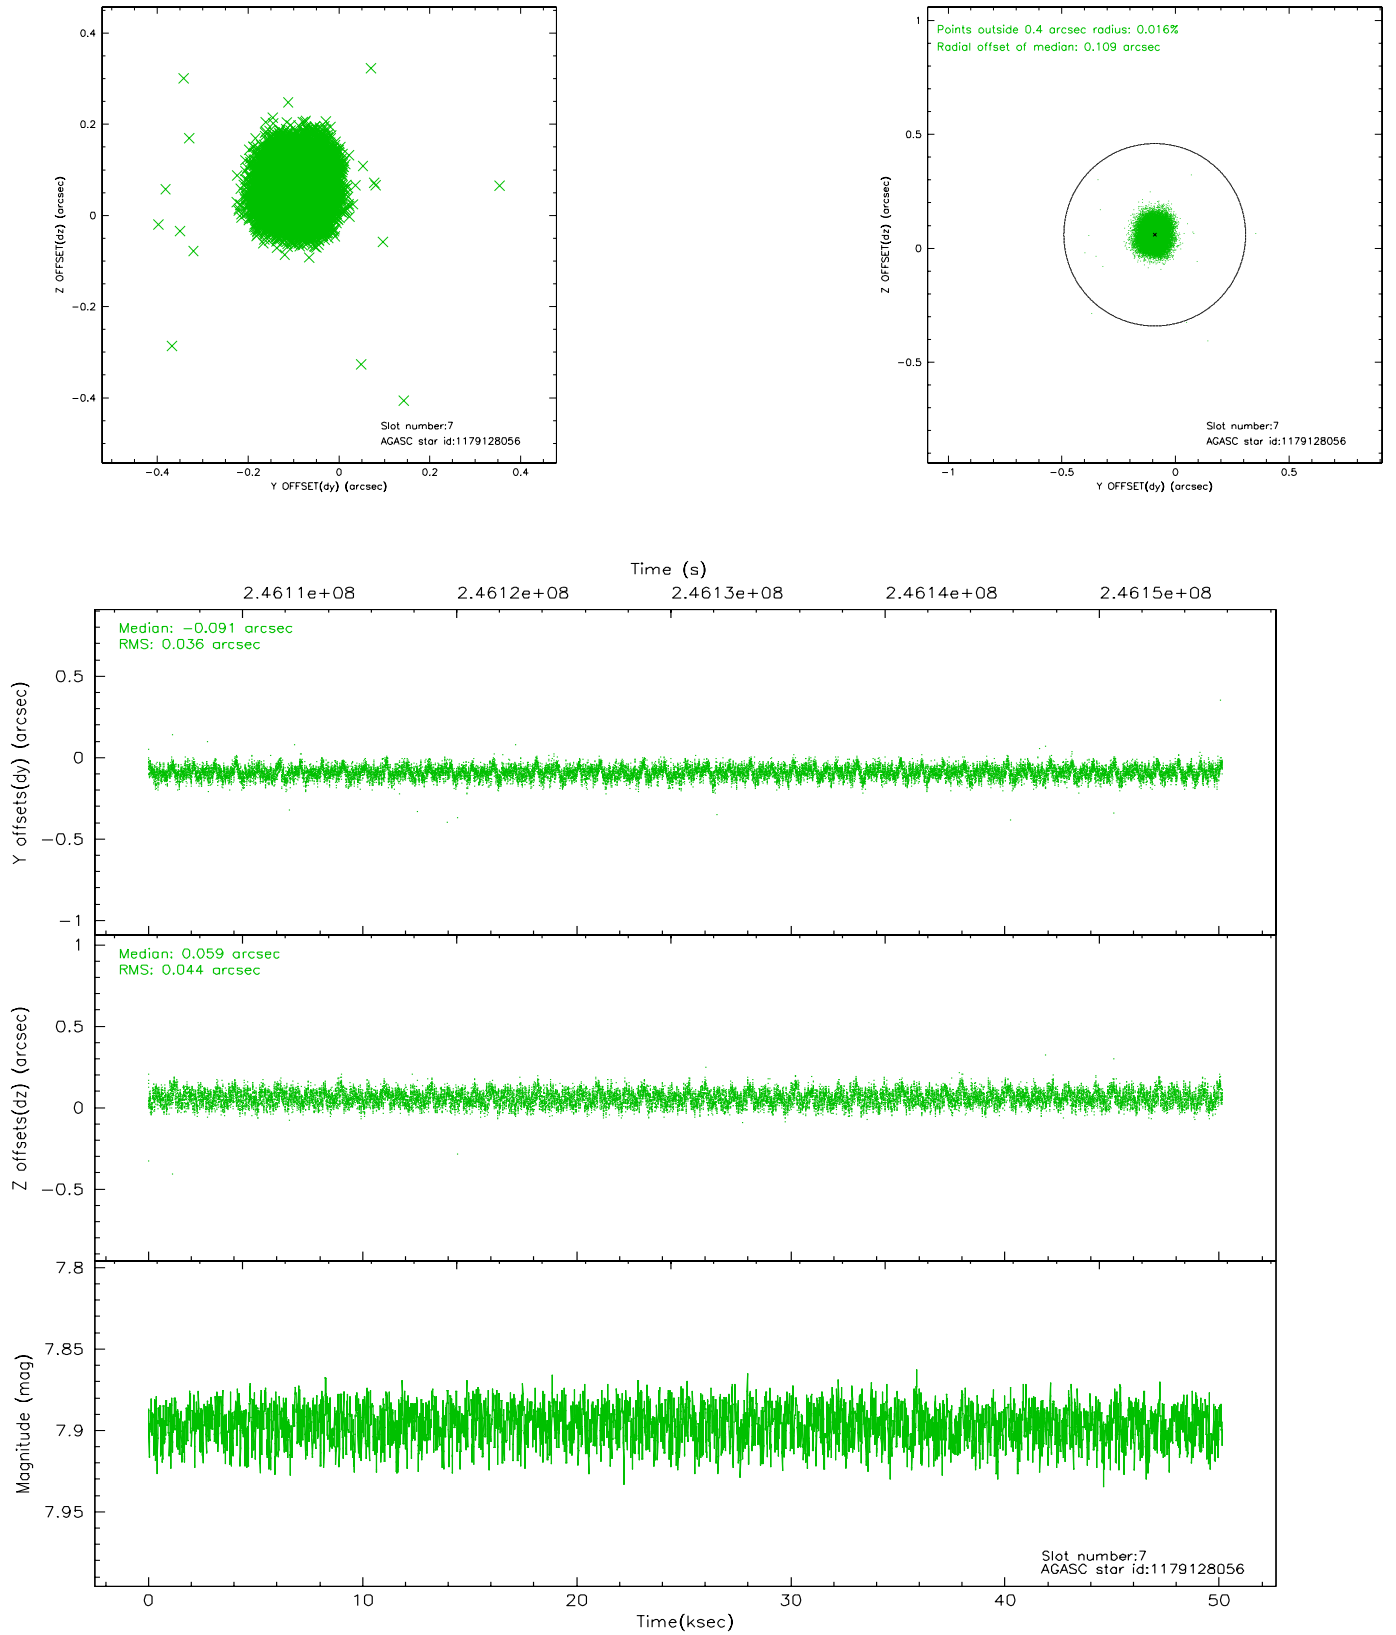 0.4
0.2
0
−0.2
−0.4
Z OFFSET(dz) (arcsec)
Slot number:7
AGASC star id:1179128056
−0.4 −0.2 0 0.2 0.4
Y OFFSET(dy) (arcsec)
Points outside 0.4 arcsec radius: 0.016%
Radial offset of median: 0.109 arcsec
1
0.5
0
−0.5
Z OFFSET(dz) (arcsec)
Slot number:7
AGASC star id:1179128056
−1 −0.5 0 0.5
Y OFFSET(dy) (arcsec)
Time (s)
2.4611e+08 2.4612e+08 2.4613e+08 2.4614e+08 2.4615e+08
Median: −0.091 arcsec
RMS: 0.036 arcsec
0.5
0
−0.5
−1
Y offsets(dy) (arcsec)
Median: 0.059 arcsec
RMS: 0.044 arcsec
1
0.5
0
−0.5
Z offsets(dz) (arcsec)
7.8
7.85
7.9
7.95
Magnitude (mag)
Slot number:7
AGASC star id:1179128056
0 10 20 30 40 50
Time(ksec)